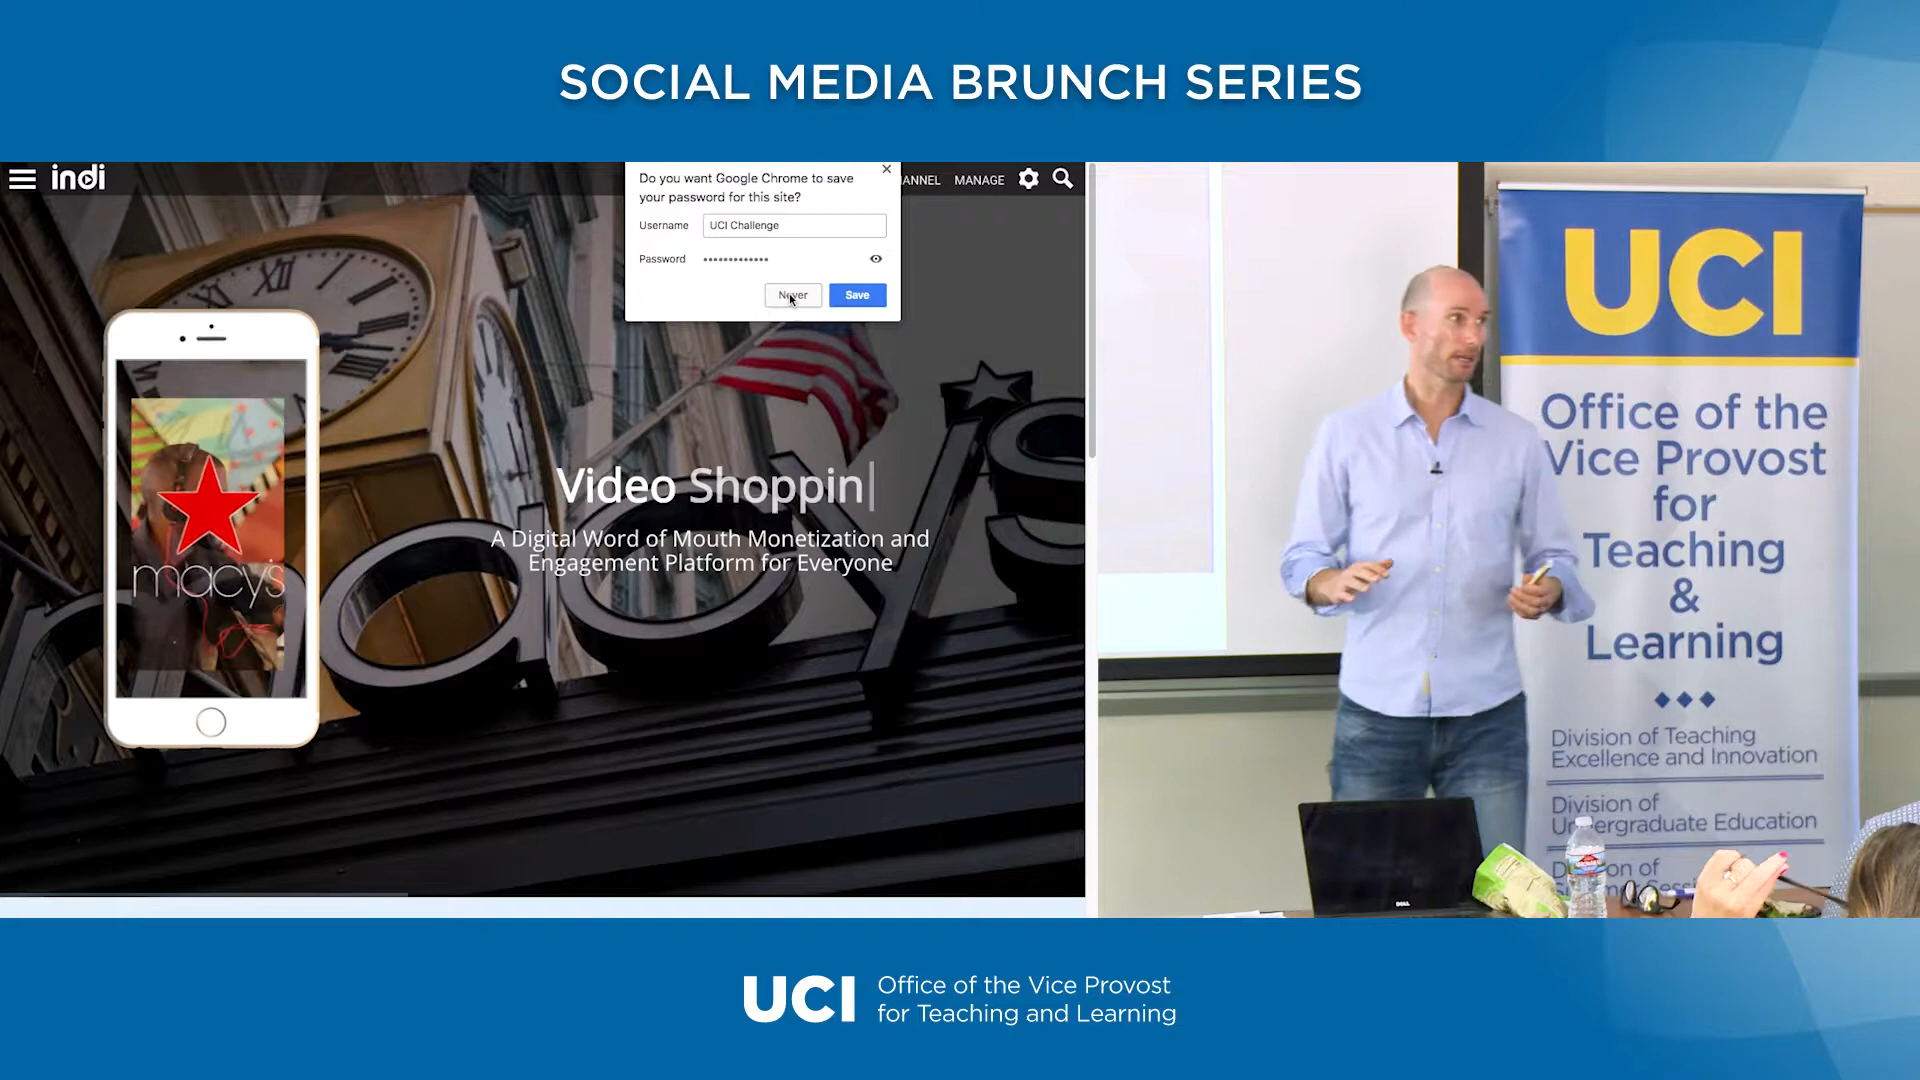 SOCIAL MEDIA BRUNCH SERIES
indi
Do you want Google Chrome to save
your password for this site?
Username UCI Challenge
Password
Never Save
MANAGE
macy's
Video Shoppin
A Digital Word of Mouth Monetization and
Engagement Platform for Everyone
macys
UCI
Office of the
Vice Provost
for
Teaching
&
Learning
Division of Teaching
Excellence and Innovation
Division of
Undergraduate Education
DELL
UCI Office of the Vice Provost
for Teaching and Learning